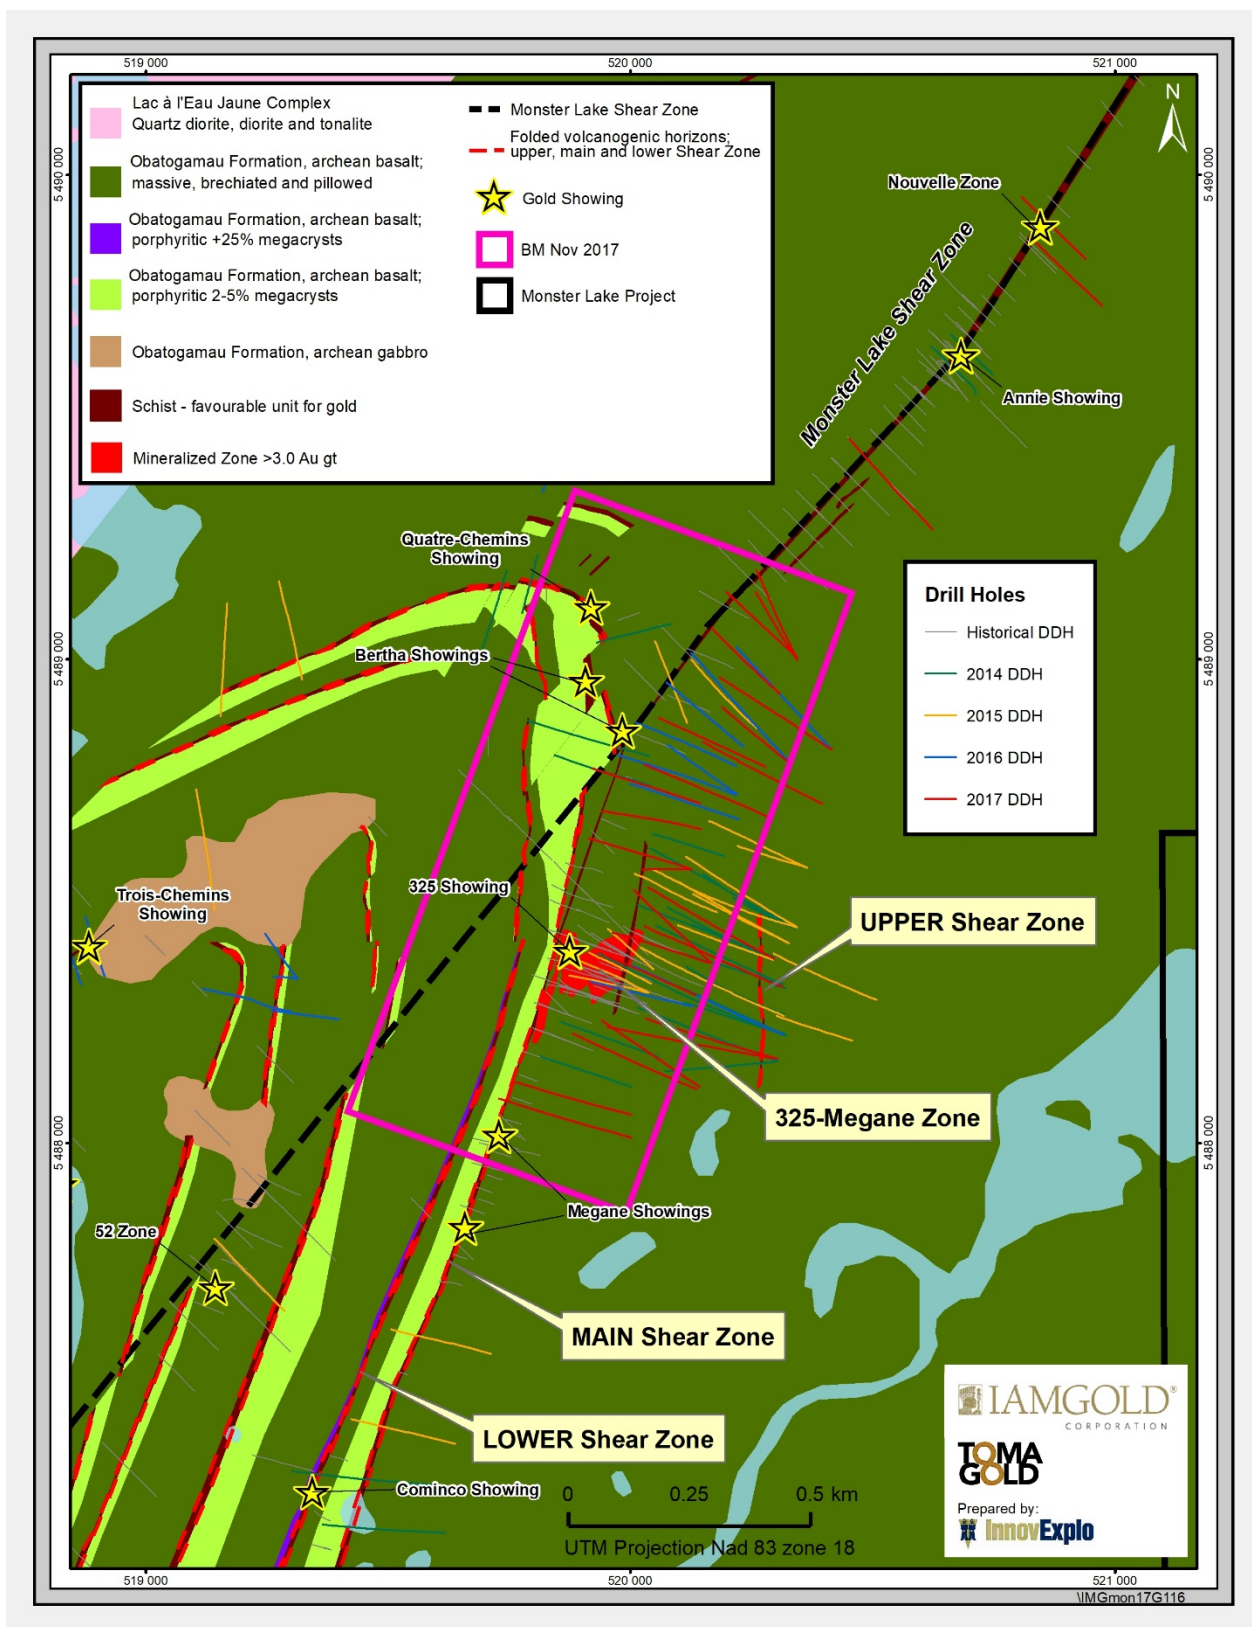 519 000
520 000
521 000
Lac à l'Eau Jaune Complex
Quartz diorite, diorite and tonalite
Obatogamau Formation, archean basalt;
massive, brechiated and pillowed
Obatogamau Formation, archean basalt;
porphyritic +25% megacrysts
Obatogamau Formation, archean basalt;
porphyritic 2-5% megacrysts
Obatogamau Formation, archean gabbro
Schist - favourable unit for gold
Mineralized Zone >3.0 Au gt
Monster Lake Shear Zone
Folded volcanogenic horizons;
upper, main and lower Shear Zone
Gold Showing
BM Nov 2017
Monster Lake Project
N
5 490 000
5 490 000
Nouvelle Zone
Monster Lake Shear Zone
Annie Showing
Quatre-Chemins
Showing
Drill Holes
Historical DDH
2014 DDH
2015 DDH
2016 DDH
2017 DDH
5 489 000
5 489 000
Bertha Showings
325 Showing
Trois-Chemins
Showing
UPPER Shear Zone
325-Megane Zone
5 488 000
5 488 000
Megane Showings
52 Zone
MAIN Shear Zone
LOWER Shear Zone
Cominco Showing
0 0.25 0.5 km
UTM Projection Nad 83 zone 18
IAMGOLD®
CORPORATION
TOMA
GOLD
Prepared by:
InnovExplo
519 000
520 000
521 000
\IMGmon17G116